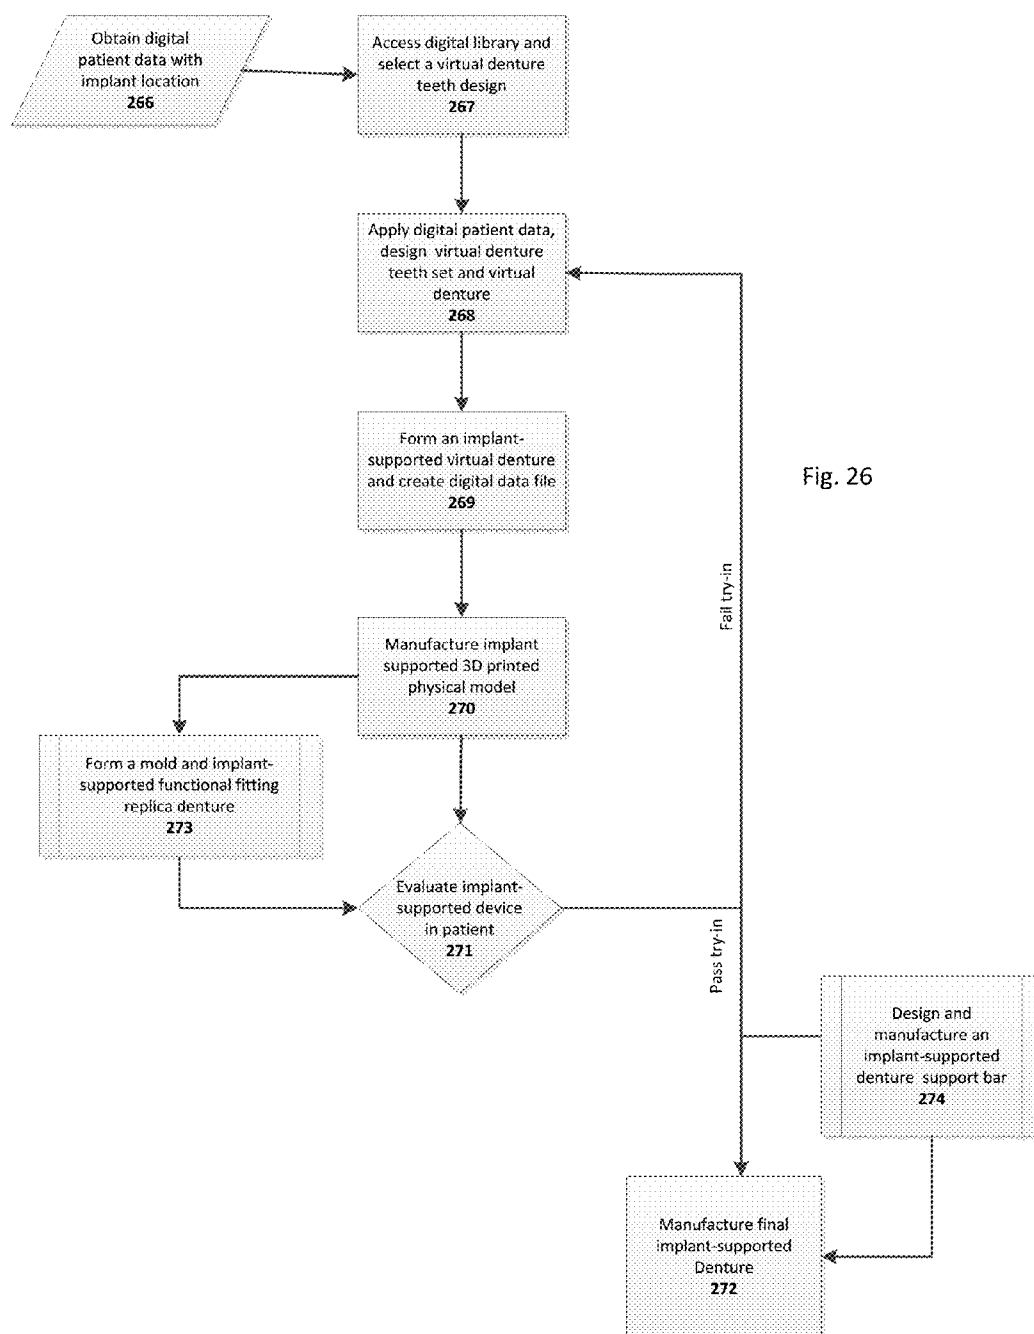 Obtain digital
patient data with
implant location
266
Access digital library and
select a virtual denture
teeth design
267
Apply digital patient data,
design virtual denture
teeth set and virtual
denture
268
Form an implant-
supported virtual denture
and create digital data file
269
Fig. 26
Fail try-in
Manufacture implant
supported 3D printed
physical model
270
Form a mold and implant-
supported functional fitting
replica denture
273
Evaluate implant-
supported device
in patient
271
Pass try-in
Design and
manufacture an
implant-supported
denture support bar
274
Manufacture final
implant-supported
Denture
272